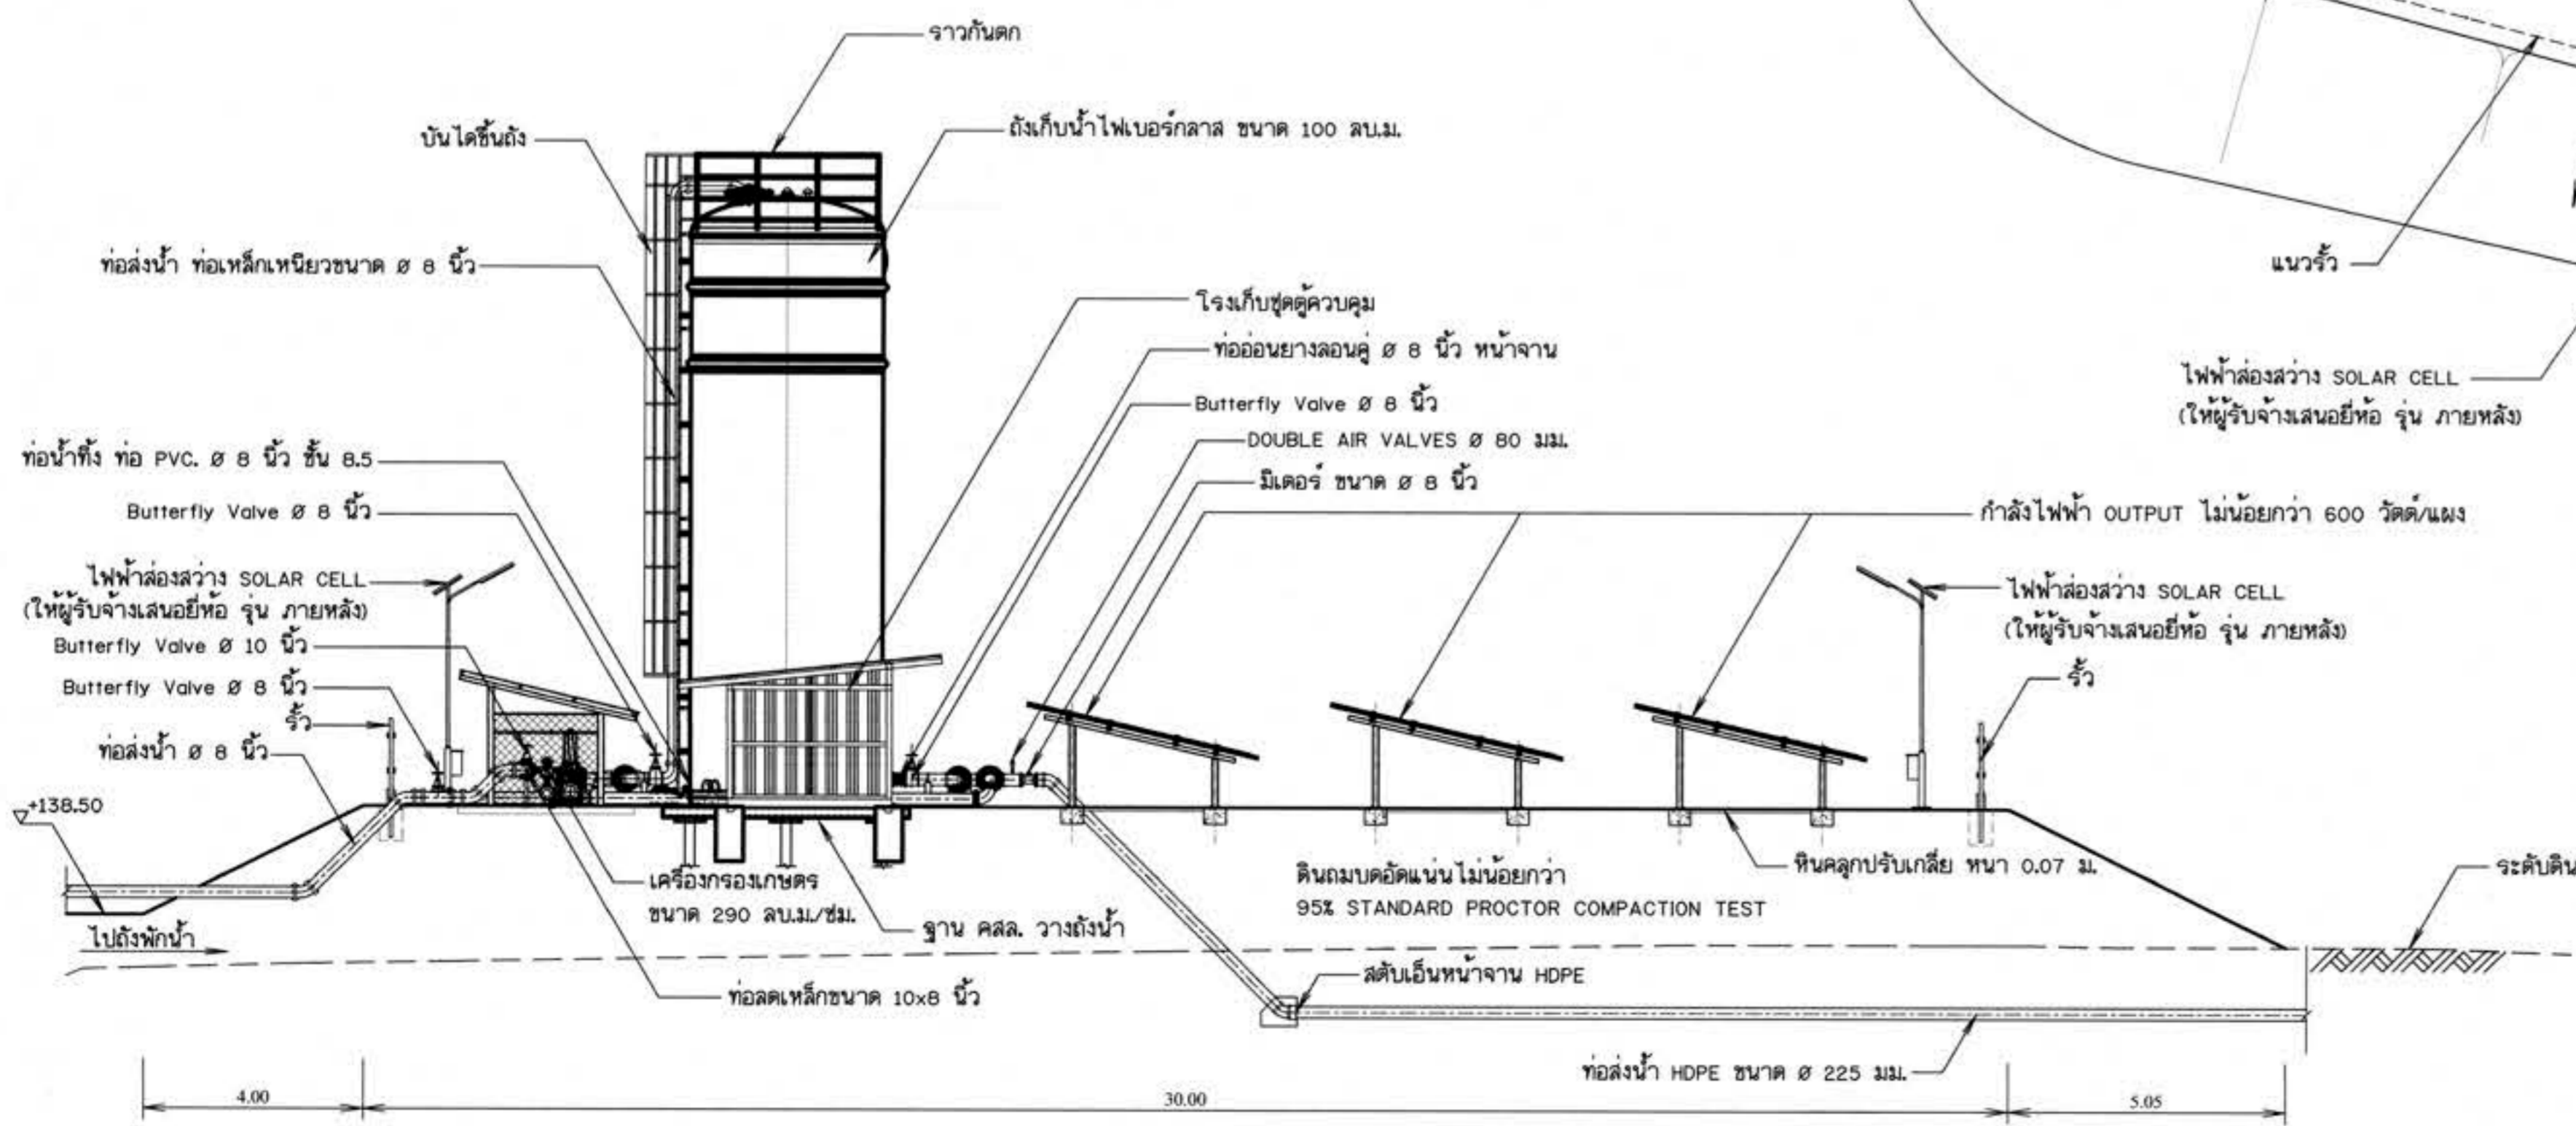 ราวกันตก
บันไดขึ้นถัง
ถังเก็บน้ำไฟเบอร์กลาส ขนาด 100 ลบ.ม.
ท่อส่งน้ำ ท่อเหล็กเหนียวขนาด Ø 8 นิ้ว
แนวรั้ว
โรงเก็บชุดตู้ควบคุม
ท่ออ่อนยางลอนคู่ Ø 8 นิ้ว หน้าจาน
ไฟฟ้าส่องสว่าง SOLAR CELL
(ให้ผู้รับจ้างเสนอยี่ห้อ รุ่น ภายหลัง)
Butterfly Valve Ø 8 นิ้ว
DOUBLE AIR VALVES Ø 80 มม.
มิเตอร์ ขนาด Ø 8 นิ้ว
ท่อน้ำทิ้ง ท่อ PVC. Ø 8 นิ้ว ชั้น 8.5
Butterfly Valve Ø 8 นิ้ว
กำลังไฟฟ้า OUTPUT ไม่น้อยกว่า 600 วัตต์/แผง
ไฟฟ้าส่องสว่าง SOLAR CELL
(ให้ผู้รับจ้างเสนอยี่ห้อ รุ่น ภายหลัง)
ไฟฟ้าส่องสว่าง SOLAR CELL
(ให้ผู้รับจ้างเสนอยี่ห้อ รุ่น ภายหลัง)
Butterfly Valve Ø 10 นิ้ว
Butterfly Valve Ø 8 นิ้ว
รั้ว
รั้ว
ท่อส่งน้ำ Ø 8 นิ้ว
+138.50
เครื่องกรองเกษตร
ขนาด 290 ลบ.ม./ชม.
ดินถมบดอัดแน่นไม่น้อยกว่า
95% STANDARD PROCTOR COMPACTION TEST
หินคลุกปรับเกลี่ย หนา 0.07 ม.
ระดับดิน
ฐาน คสล. วางถังน้ำ
ไปถังพักน้ำ
สตับเอ็นหน้าจาน HDPE
ท่อลดเหล็กขนาด 10x8 นิ้ว
ท่อส่งน้ำ HDPE ขนาด Ø 225 มม.
4.00
30.00
5.05